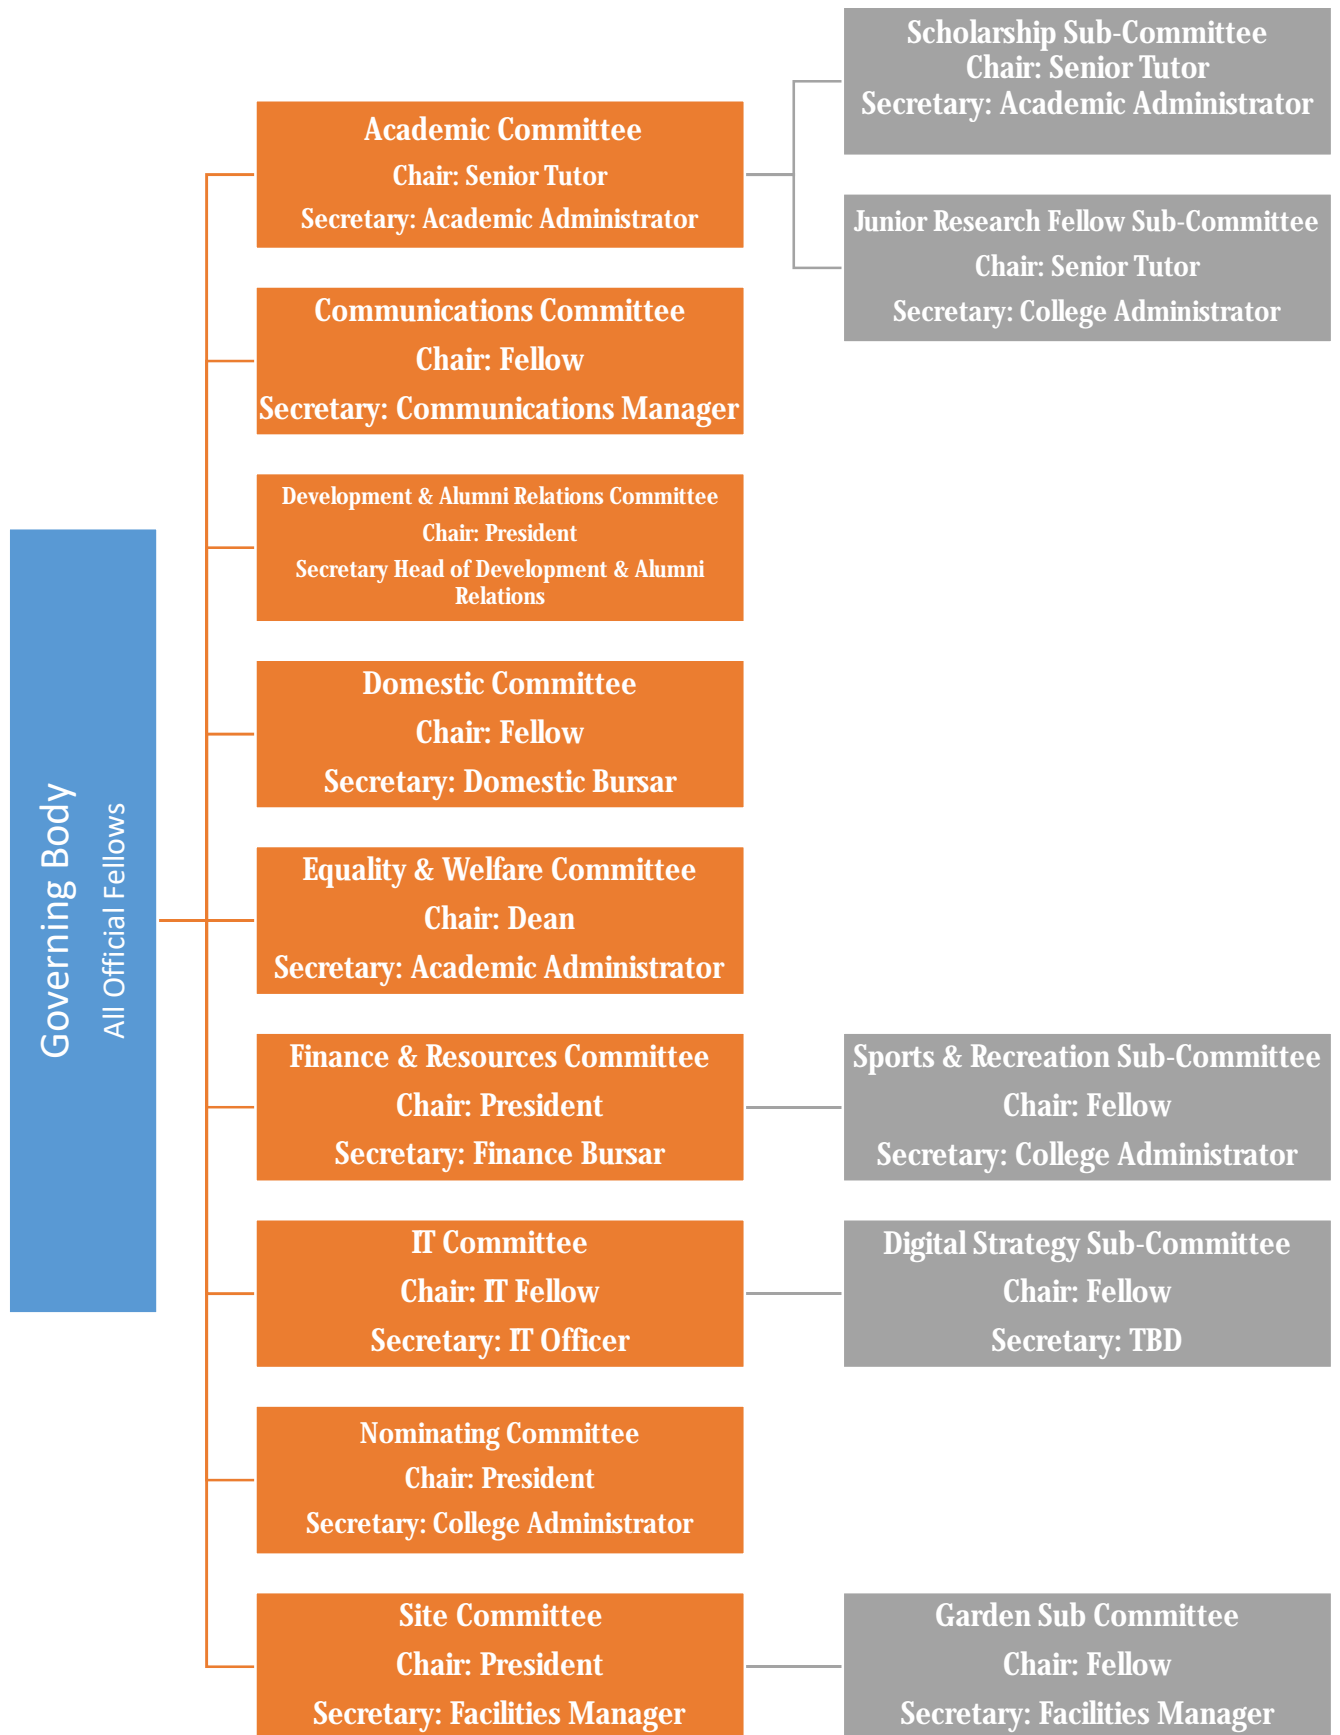 Governing Body
All Official Fellows
Academic Committee
Chair: Senior Tutor
Secretary: Academic Administrator
Scholarship Sub-Committee
Chair: Senior Tutor
Secretary: Academic Administrator
Junior Research Fellow Sub-Committee
Chair: Senior Tutor
Secretary: College Administrator
Communications Committee
Chair: Fellow
Secretary: Communications Manager
Development & Alumni Relations Committee
Chair: President
Secretary Head of Development & Alumni
Relations
Domestic Committee
Chair: Fellow
Secretary: Domestic Bursar
Equality & Welfare Committee
Chair: Dean
Secretary: Academic Administrator
Finance & Resources Committee
Chair: President
Secretary: Finance Bursar
Sports & Recreation Sub-Committee
Chair: Fellow
Secretary: College Administrator
IT Committee
Chair: IT Fellow
Secretary: IT Officer
Digital Strategy Sub-Committee
Chair: Fellow
Secretary: TBD
Nominating Committee
Chair: President
Secretary: College Administrator
Site Committee
Chair: President
Secretary: Facilities Manager
Garden Sub Committee
Chair: Fellow
Secretary: Facilities Manager